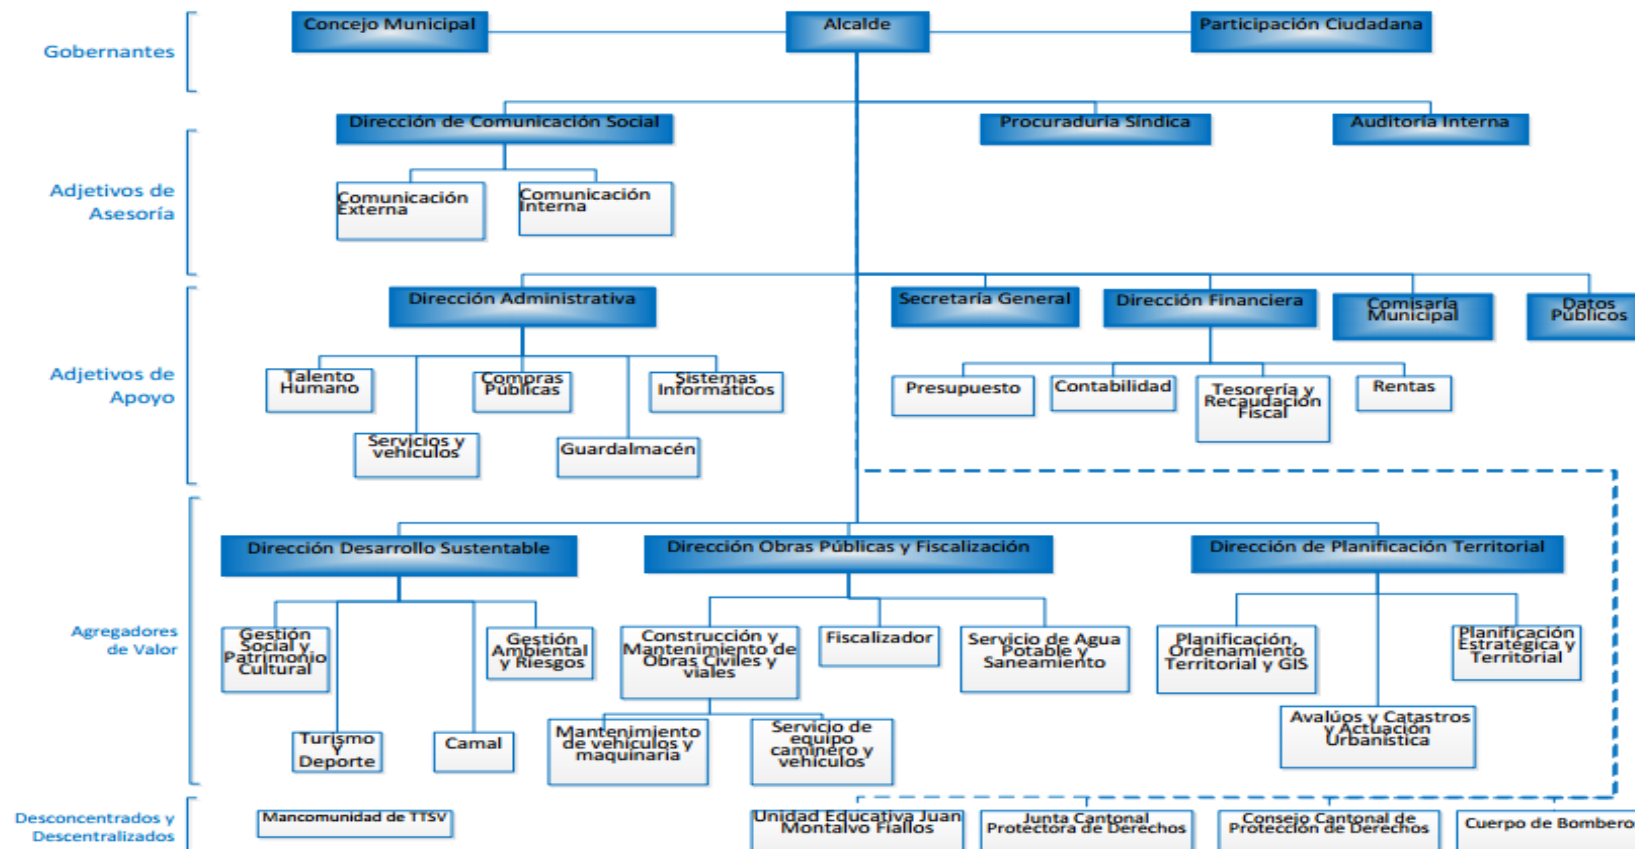 Gobernantes
Concejo Municipal
Alcalde
Participación Ciudadana
Adjetivos de
Asesoría
Dirección de Comunicación Social
Procuraduría Síndica
Auditoría Interna
Comunicación
Externa
Comunicación
Interna
Adjetivos de
Apoyo
Dirección Administrativa
Secretaría General
Dirección Financiera
Comisaría
Municipal
Datos
Públicos
Talento
Humano
Compras
Públicas
Sistemas
Informáticos
Servicios y
vehículos
Guardalmacén
Presupuesto
Contabilidad
Tesorería y
Recaudación
Fiscal
Rentas
Agregadores
de Valor
Dirección Desarrollo Sustentable
Dirección Obras Públicas y Fiscalización
Dirección de Planificación Territorial
Gestión
Social y
Patrimonio
Cultural
Gestión
Ambiental
y Riesgos
Turismo
y
Deporte
Camal
Construcción y
Mantenimiento de
Obras Civiles y
viales
Fiscalizador
Servicio de Agua
Potable y
Saneamiento
Mantenimiento
de vehículos y
maquinaria
Servicio de
equipo
caminero y
vehículos
Planificación,
Ordenamiento
Territorial y GIS
Planificación
Estratégica y
Territorial
Avalúos y Catastros
y Actuación
Urbanística
Desconcentrados y
Descentralizados
Mancomunidad de TTSV
Unidad Educativa Juan
Montalvo Fiallos
Junta Cantonal
Protectora de Derechos
Consejo Cantonal de
Protección de Derechos
Cuerpo de Bombero